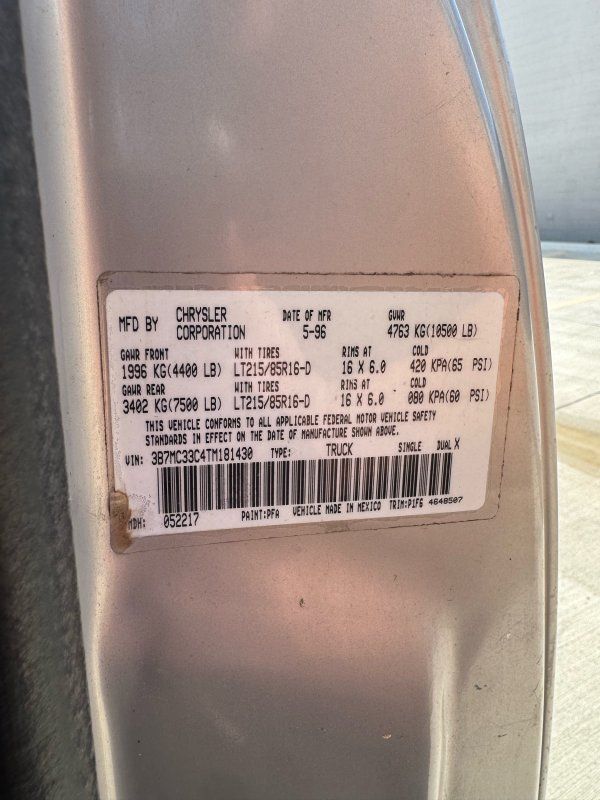 MFD BY CHRYSLER CORPORATION DATE OF MFR 5-96 GVWR 4763 KG(10500 LB)
GAWR FRONT WITH TIRES RIMS AT COLD
1996 KG(4400 LB) LT215/85R16-D 16 X 6.0 420 KPA(65 PSI)
GAWR REAR WITH TIRES RIMS AT COLD
3402 KG(7500 LB) LT215/85R16-D 16 X 6.0 080 KPA(60 PSI)
THIS VEHICLE CONFORMS TO ALL APPLICABLE FEDERAL MOTOR VEHICLE SAFETY
STANDARDS IN EFFECT ON THE DATE OF MANUFACTURE SHOWN ABOVE.
VIN: 3B7MC33C4TM181430 TYPE: TRUCK SINGLE DUAL X
MDH: 052217 PAINT:PFA VEHICLE MADE IN MEXICO TRIM:P1F6 4648507